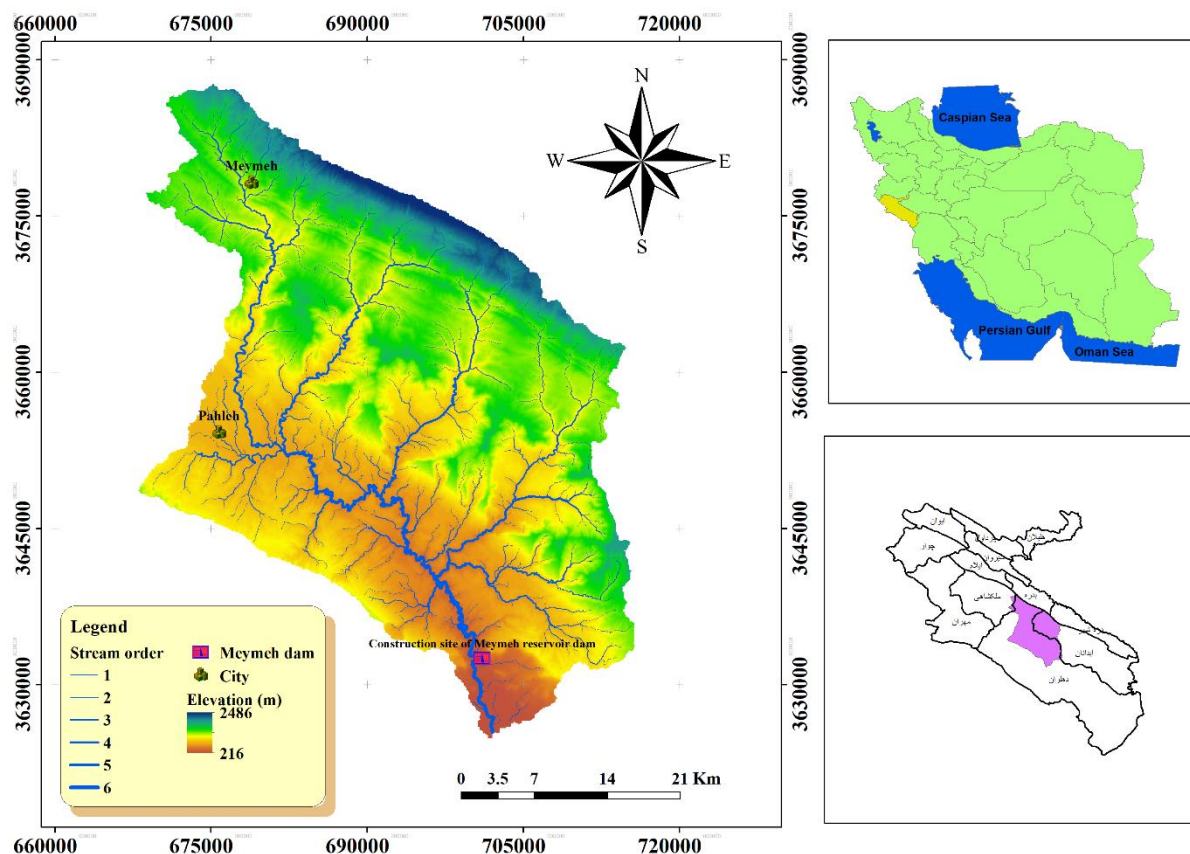 660000 675000 690000 705000 720000
3690000
3675000
3660000
3645000
3630000
N
W E
S
Meymeh
Pahleh
Construction site of Meymeh reservoir dam
Legend
Stream order
1
2
3
4
5
6
Meymeh dam
City
Elevation (m)
2486
216
0 3.5 7 14 21 Km
3690000
3675000
3660000
3645000
3630000
660000 675000 690000 705000 720000
Caspian Sea
Persian Gulf
Oman Sea
ایوان
چوار
ایلام
ملکشاهی
بدره
مهران
آبدانان
دهلران